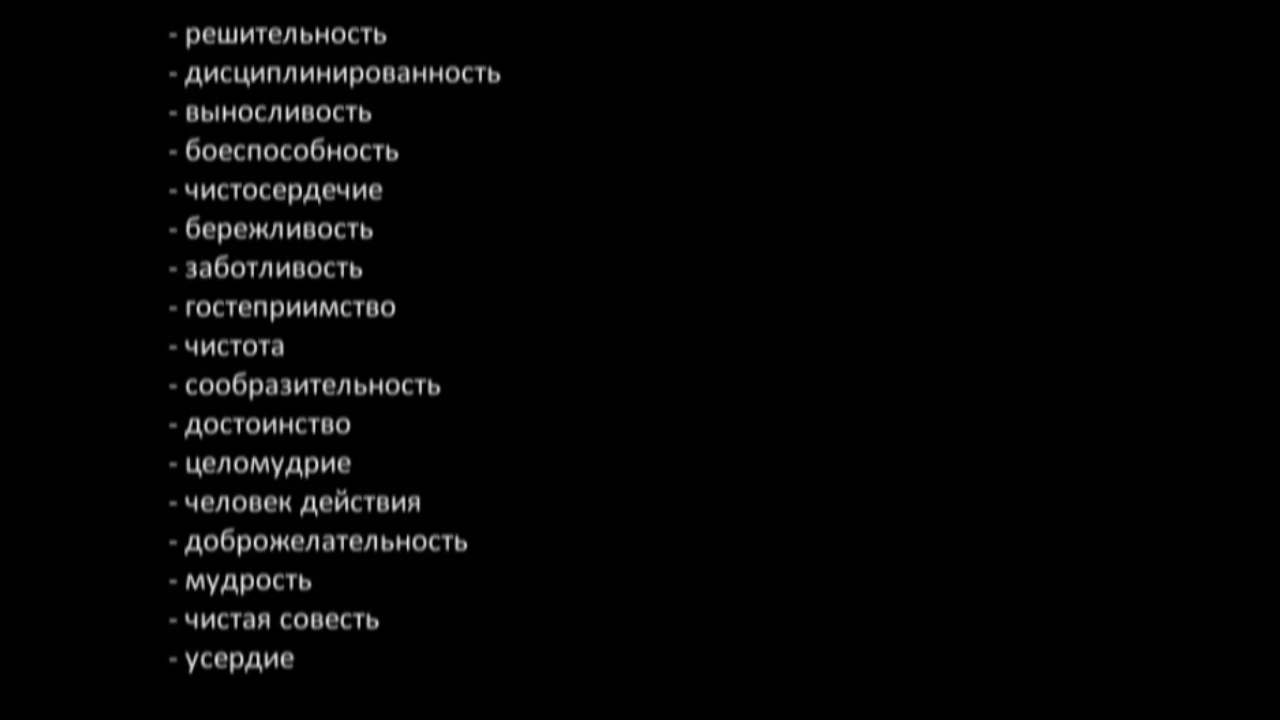 - решительность
- дисциплинированность
- выносливость
- боеспособность
- чистосердечие
- бережливость
- заботливость
- гостеприимство
- чистота
- сообразительность
- достоинство
- целомудрие
- человек действия
- доброжелательность
- мудрость
- чистая совесть
- усердие